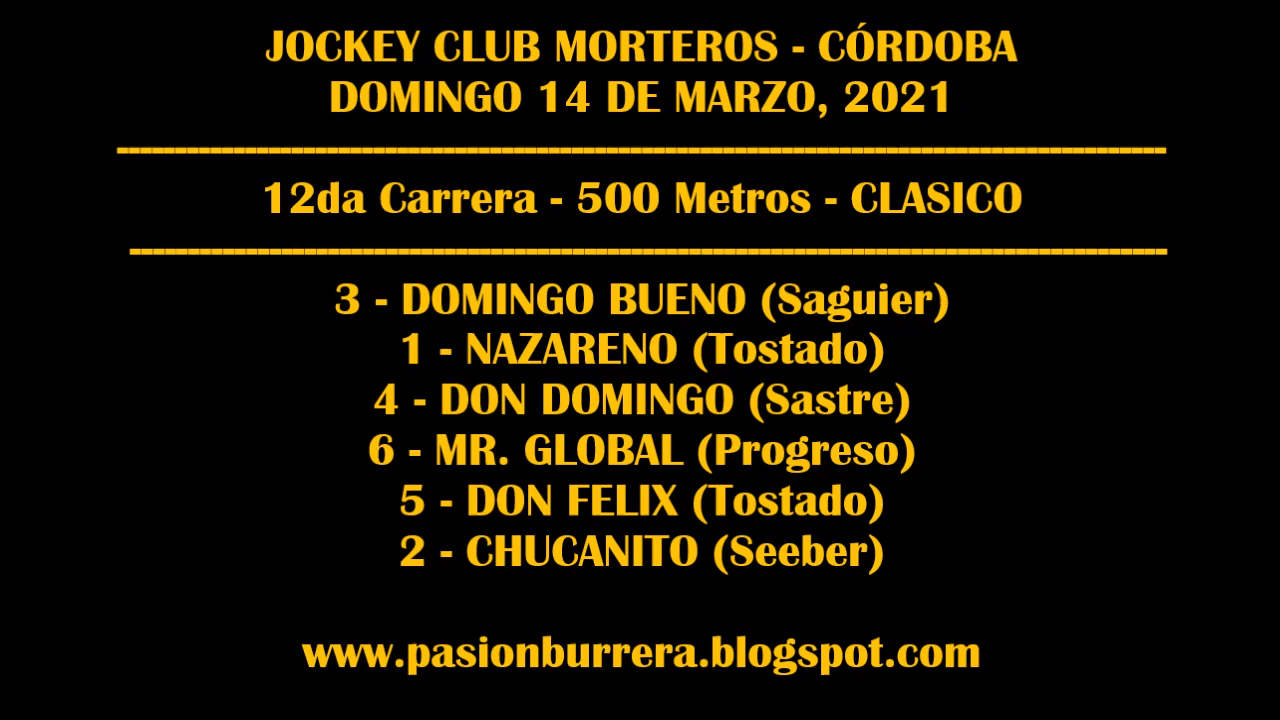 JOCKEY CLUB MORTEROS - CÓRDOBA
DOMINGO 14 DE MARZO, 2021
12da Carrera - 500 Metros - CLASICO
3 - DOMINGO BUENO (Saguier)
1 - NAZARENO (Tostado)
4 - DON DOMINGO (Sastre)
6 - MR. GLOBAL (Progreso)
5 - DON FELIX (Tostado)
2 - CHUCANITO (Seeber)
www.pasionburrera.blogspot.com